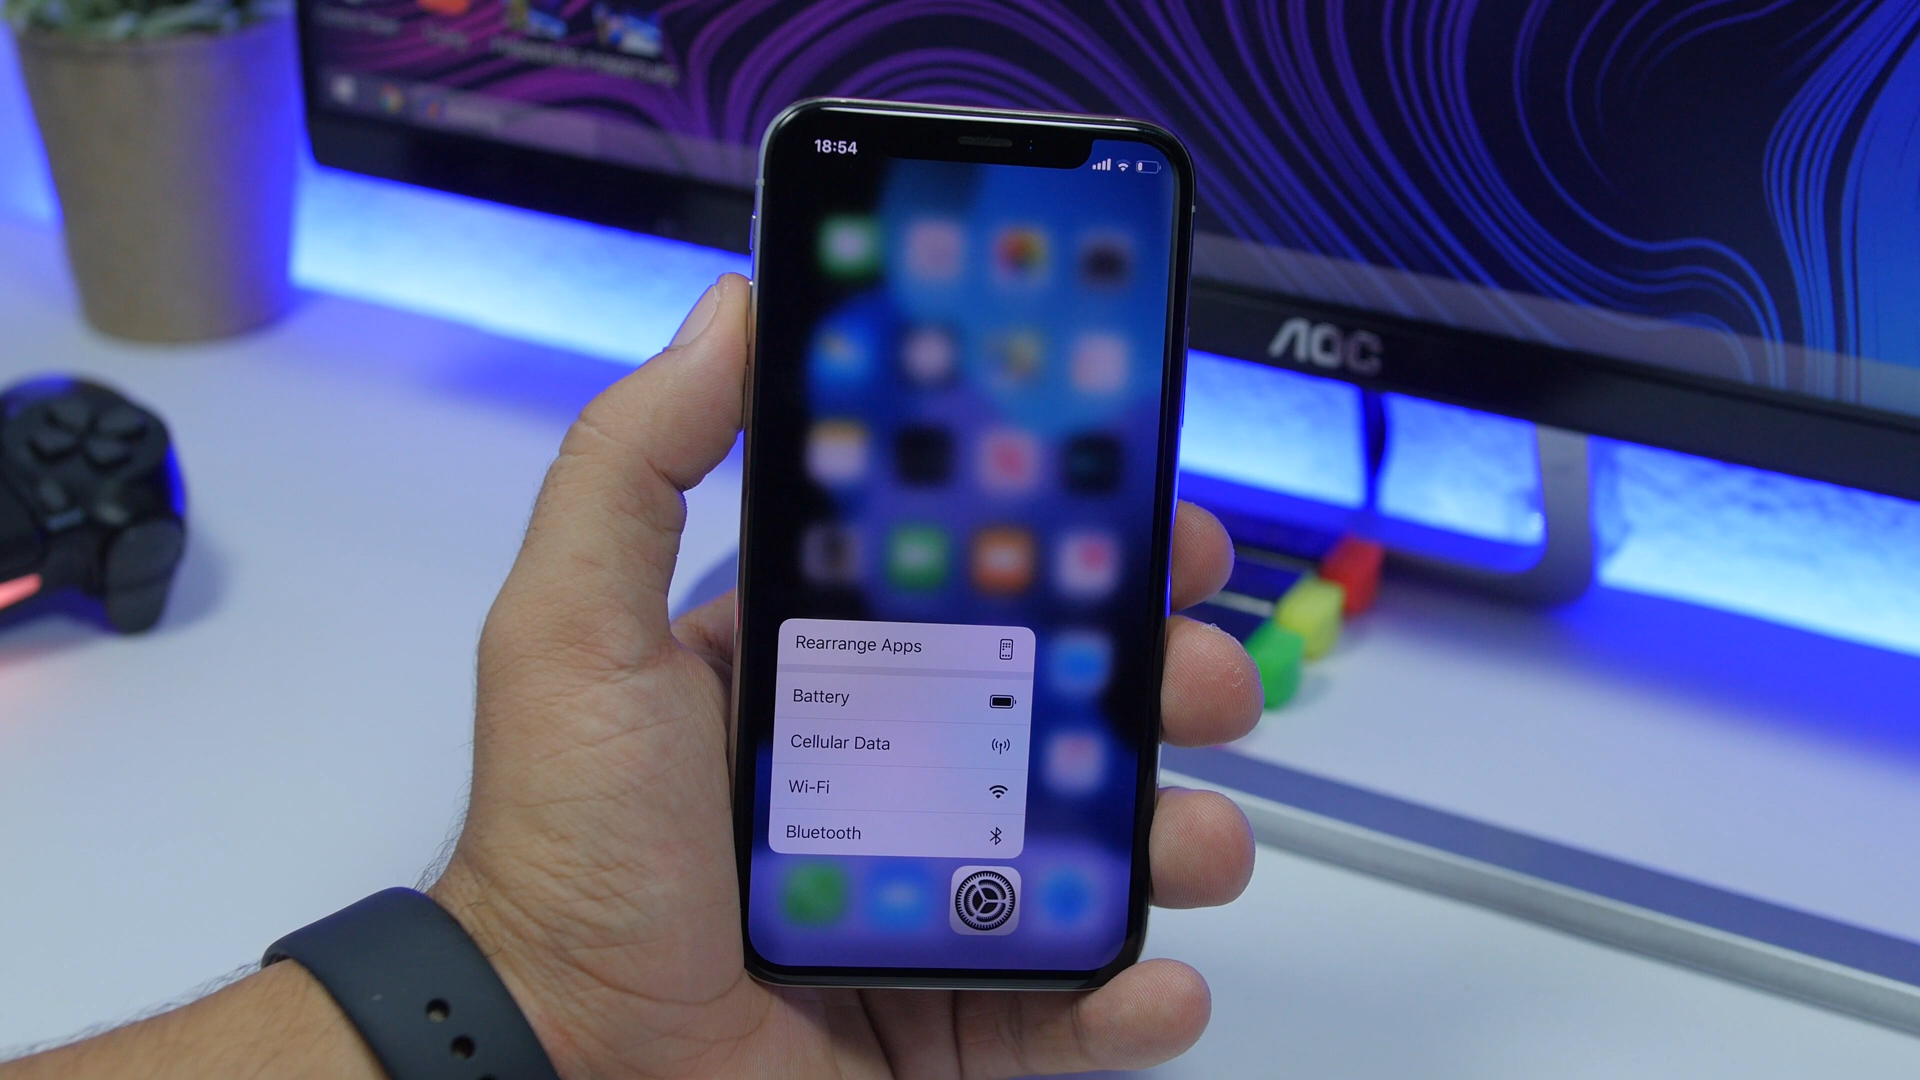 18:54
AOC
Rearrange Apps
Battery
Cellular Data
Wi-Fi
Bluetooth